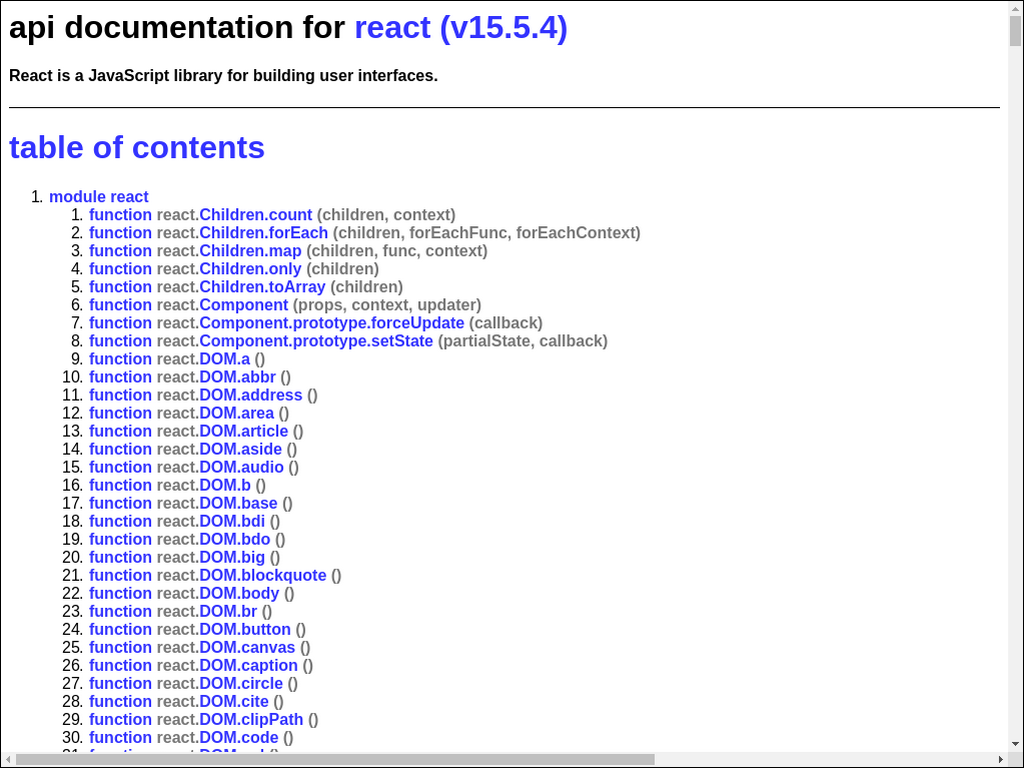 api documentation for react (v15.5.4)
React is a JavaScript library for building user interfaces.
table of contents
1. module react
1. function react.Children.count (children, context)
2. function react.Children.forEach (children, forEachFunc, forEachContext)
3. function react.Children.map (children, func, context)
4. function react.Children.only (children)
5. function react.Children.toArray (children)
6. function react.Component (props, context, updater)
7. function react.Component.prototype.forceUpdate (callback)
8. function react.Component.prototype.setState (partialState, callback)
9. function react.DOM.a ()
10. function react.DOM.abbr ()
11. function react.DOM.address ()
12. function react.DOM.area ()
13. function react.DOM.article ()
14. function react.DOM.aside ()
15. function react.DOM.audio ()
16. function react.DOM.b ()
17. function react.DOM.base ()
18. function react.DOM.bdi ()
19. function react.DOM.bdo ()
20. function react.DOM.big ()
21. function react.DOM.blockquote ()
22. function react.DOM.body ()
23. function react.DOM.br ()
24. function react.DOM.button ()
25. function react.DOM.canvas ()
26. function react.DOM.caption ()
27. function react.DOM.circle ()
28. function react.DOM.cite ()
29. function react.DOM.clipPath ()
30. function react.DOM.code ()